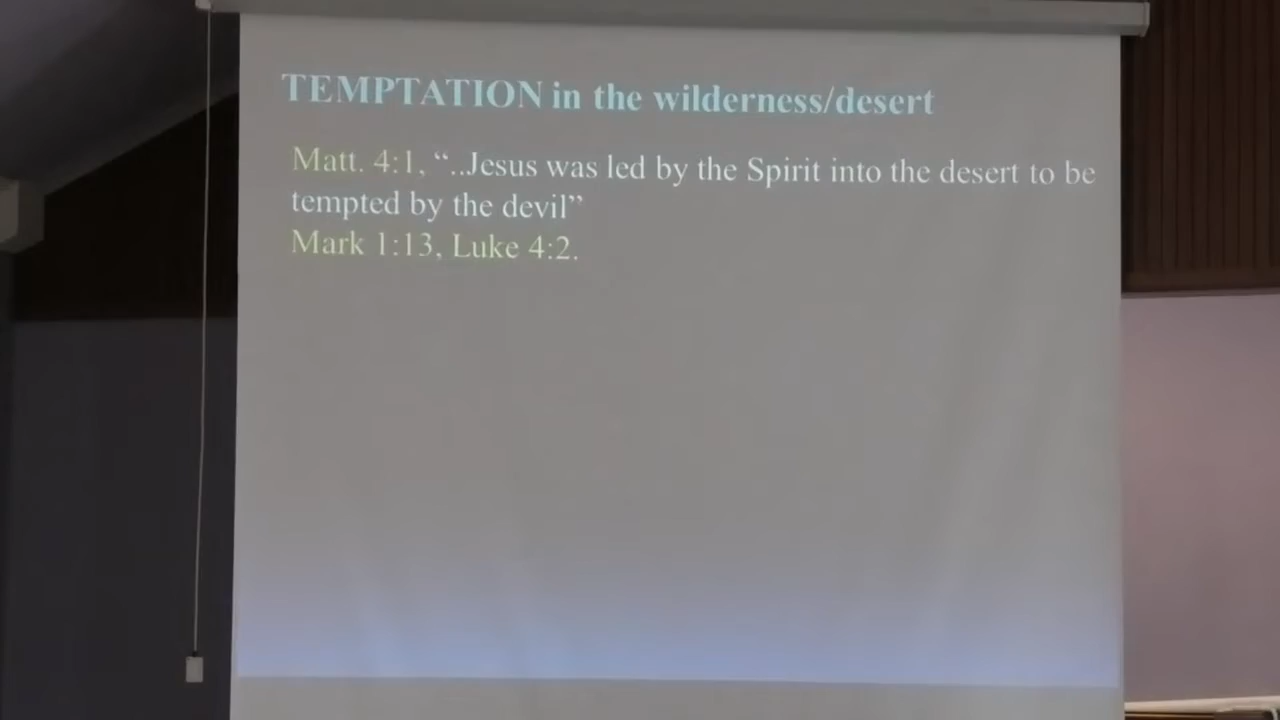 TEMPTATION in the wilderness/desert
Matt. 4:1, “..Jesus was led by the Spirit into the desert to be
tempted by the devil”
Mark 1:13, Luke 4:2.